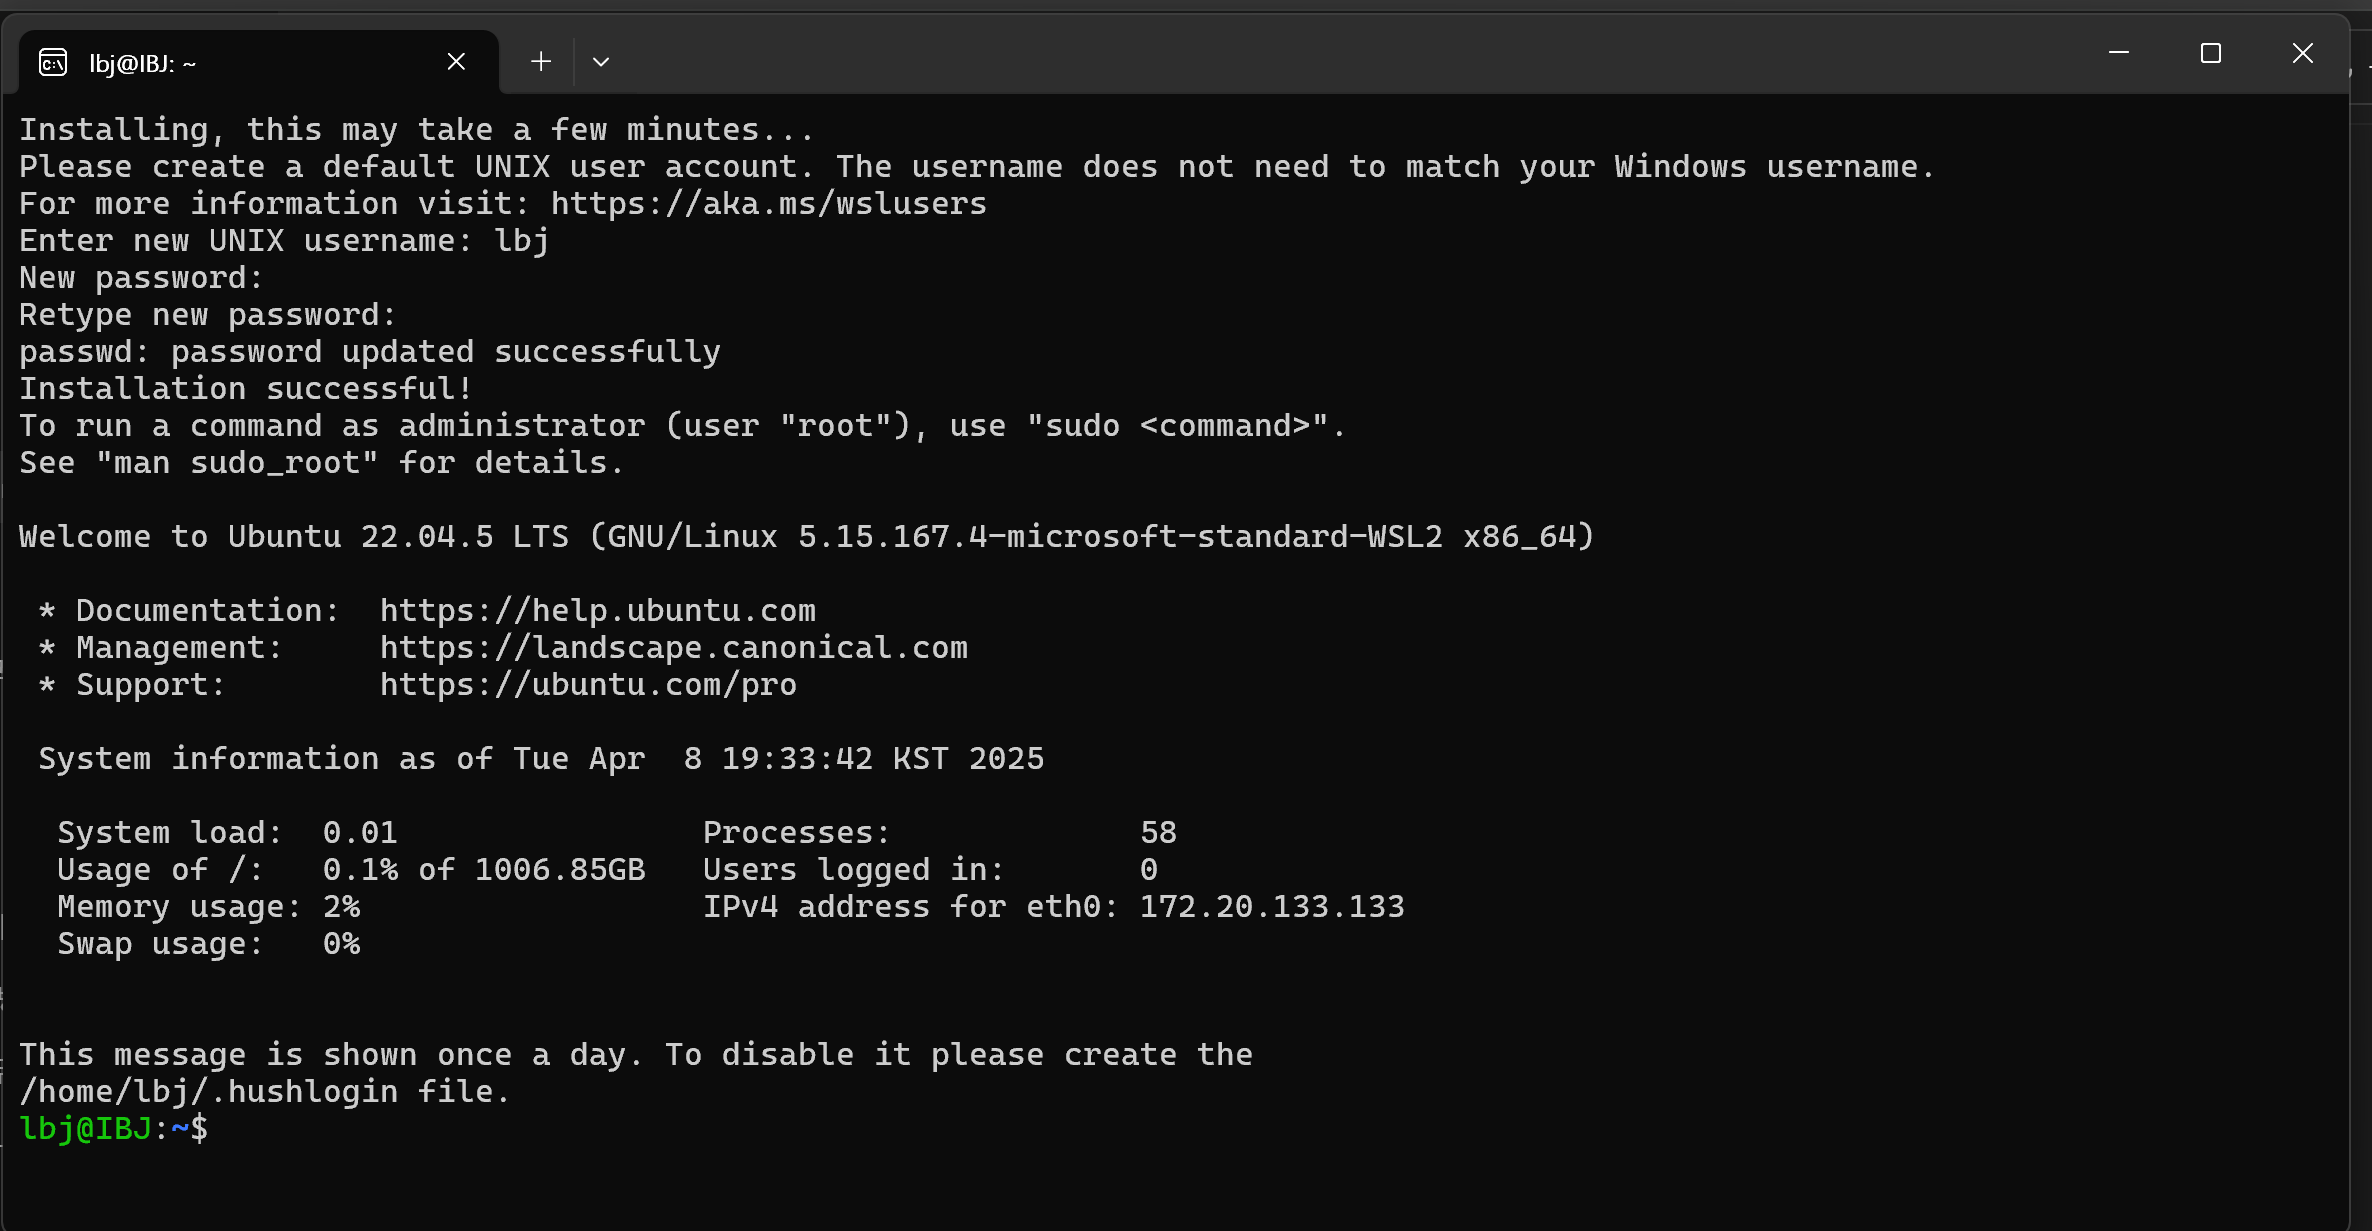 lbj@IBJ: ~
Installing, this may take a few minutes...
Please create a default UNIX user account. The username does not need to match your Windows username.
For more information visit: https://aka.ms/wslusers
Enter new UNIX username: lbj
New password:
Retype new password:
passwd: password updated successfully
Installation successful!
To run a command as administrator (user "root"), use "sudo <command>".
See "man sudo_root" for details.
Welcome to Ubuntu 22.04.5 LTS (GNU/Linux 5.15.167.4-microsoft-standard-WSL2 x86_64)
* Documentation:  https://help.ubuntu.com
* Management:     https://landscape.canonical.com
* Support:        https://ubuntu.com/pro
System information as of Tue Apr  8 19:33:42 KST 2025
System load:  0.01                Processes:             58
Usage of /:   0.1% of 1006.85GB   Users logged in:       0
Memory usage: 2%                  IPv4 address for eth0: 172.20.133.133
Swap usage:   0%
This message is shown once a day. To disable it please create the
/home/lbj/.hushlogin file.
lbj@IBJ:~$